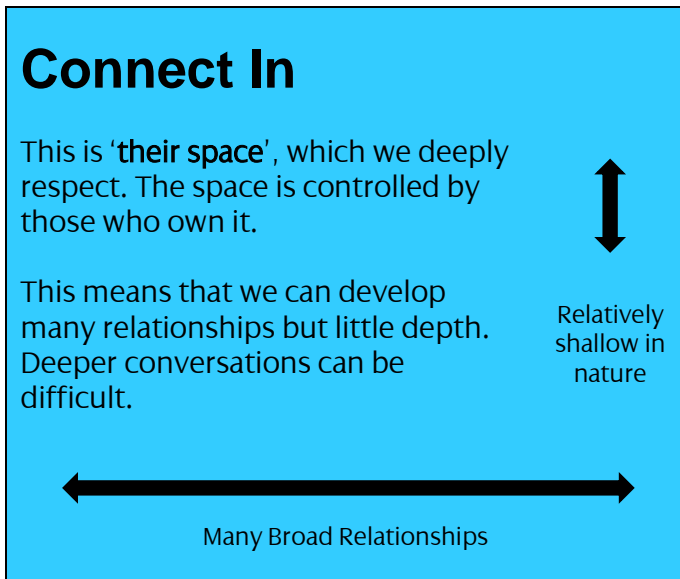 Connect In
This is ‘their space’, which we deeply
respect. The space is controlled by
those who own it.
This means that we can develop
many relationships but little depth.
Deeper conversations can be
difficult.
Relatively
shallow in
nature
Many Broad Relationships